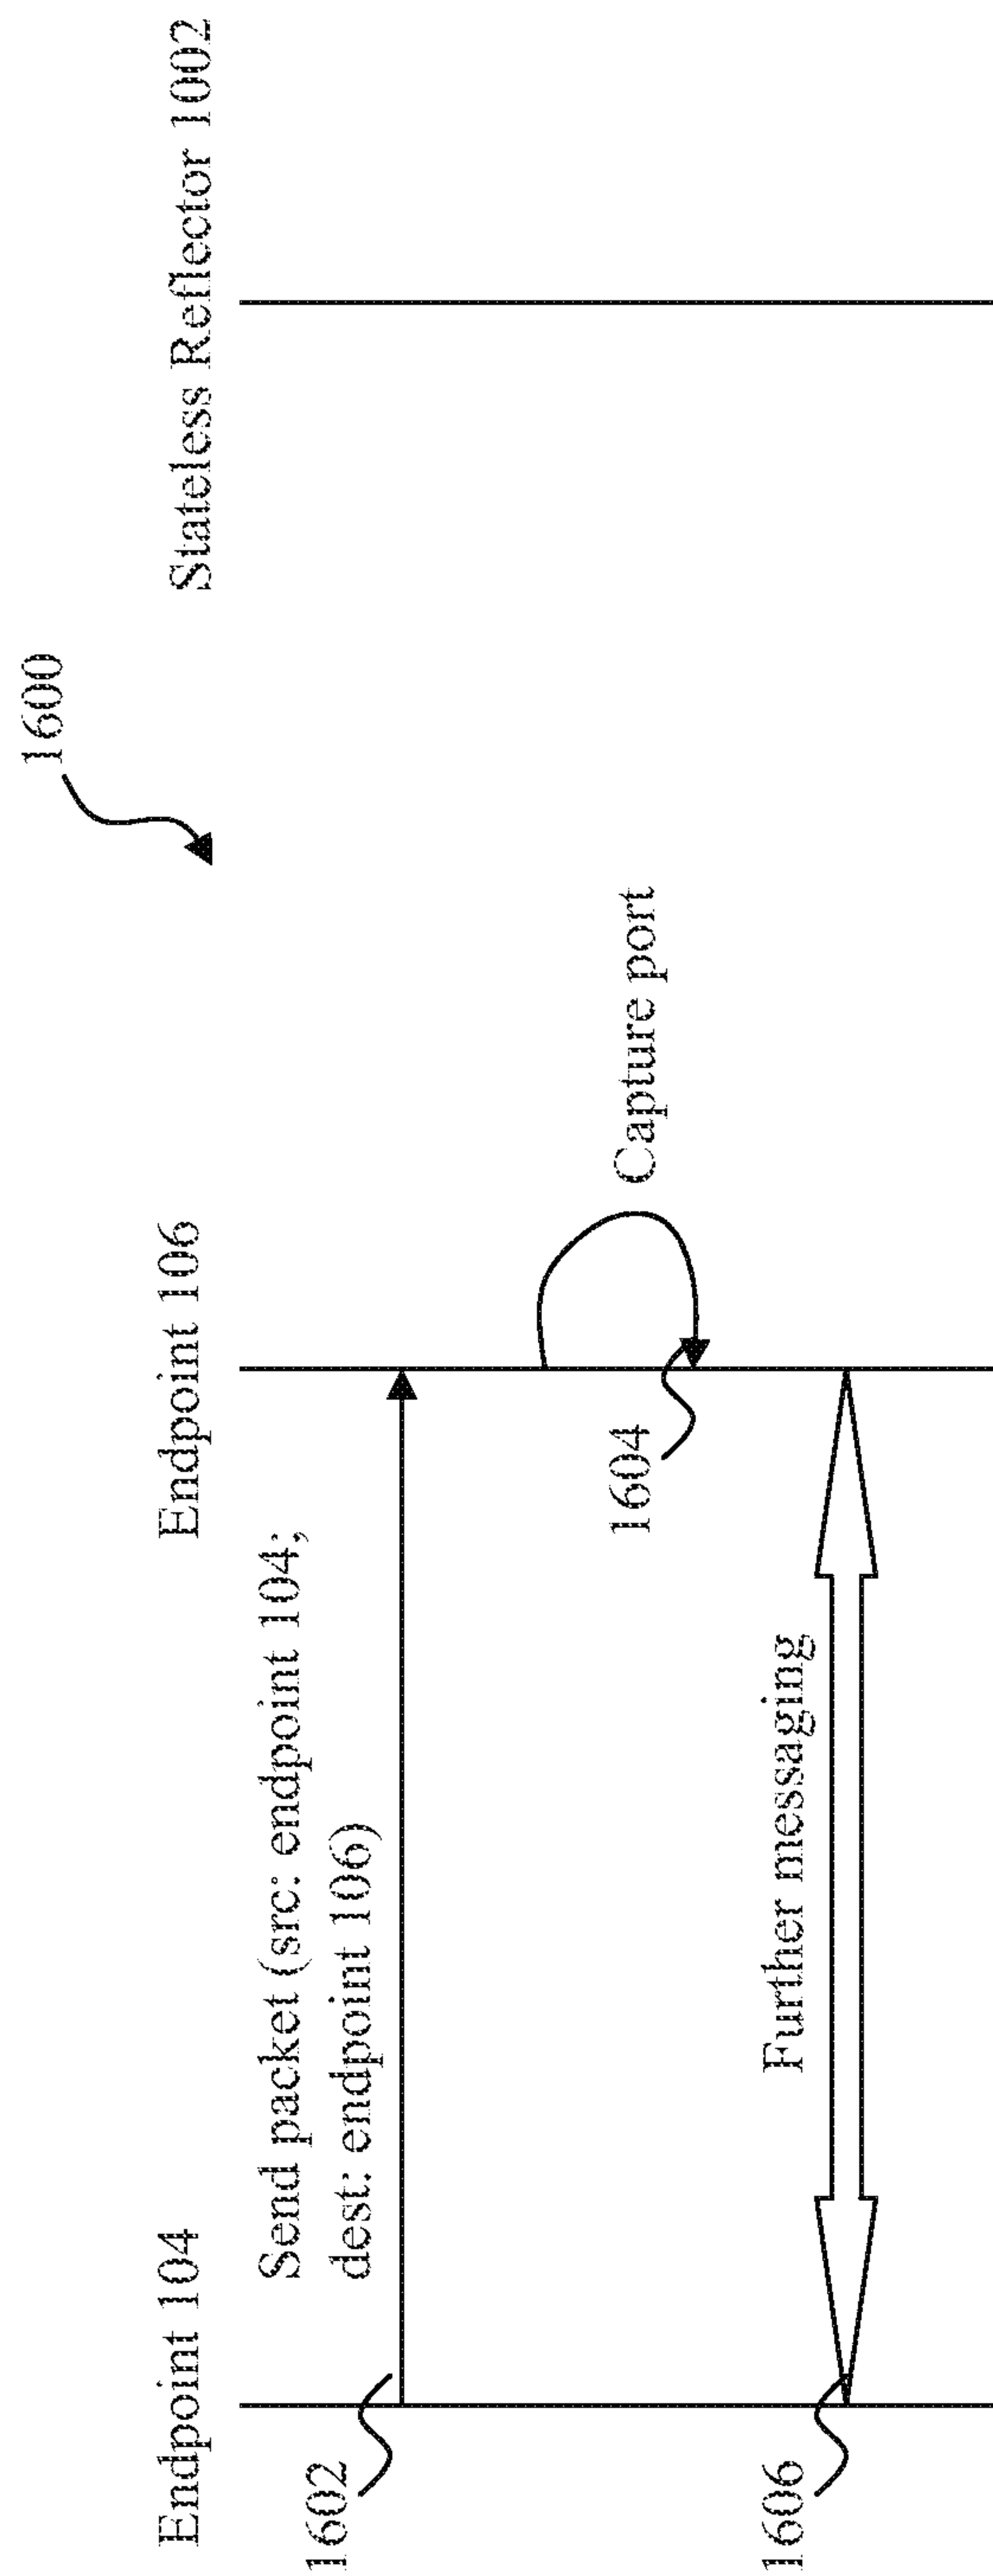 1600
Endpoint 104
Endpoint 106
Stateless Reflector 1002
Send packet (src: endpoint 104;
dest: endpoint 106)
1602
Capture port
1604
Further messaging
1606